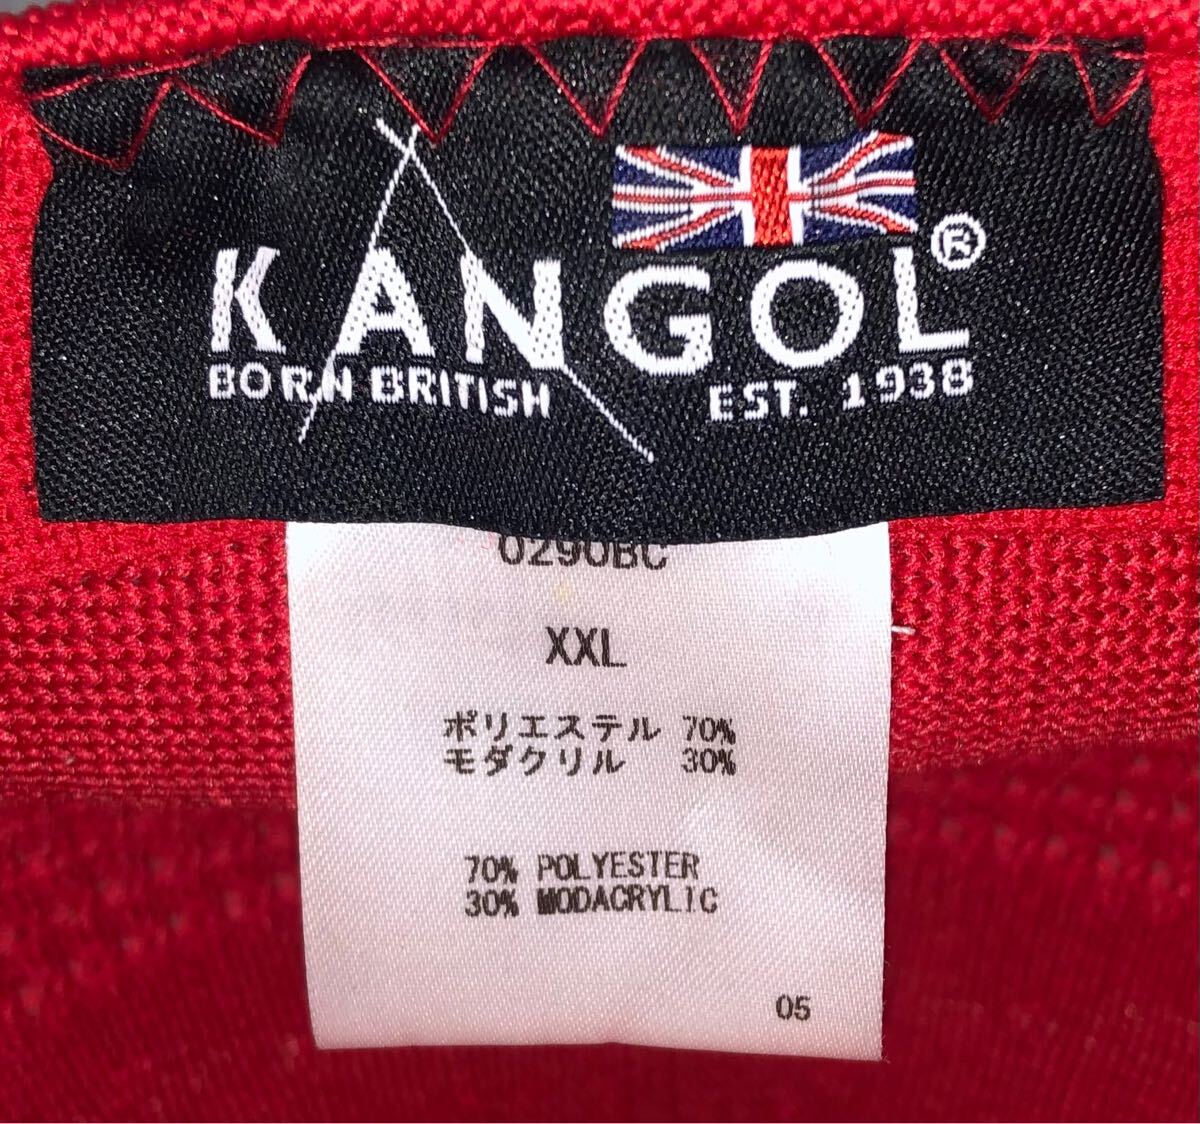 KANGOL®
BORN BRITISH EST. 1938
0290BC
XXL
ポリエステル 70%
モダクリル 30%
70% POLYESTER
30% MODACRYLIC
05